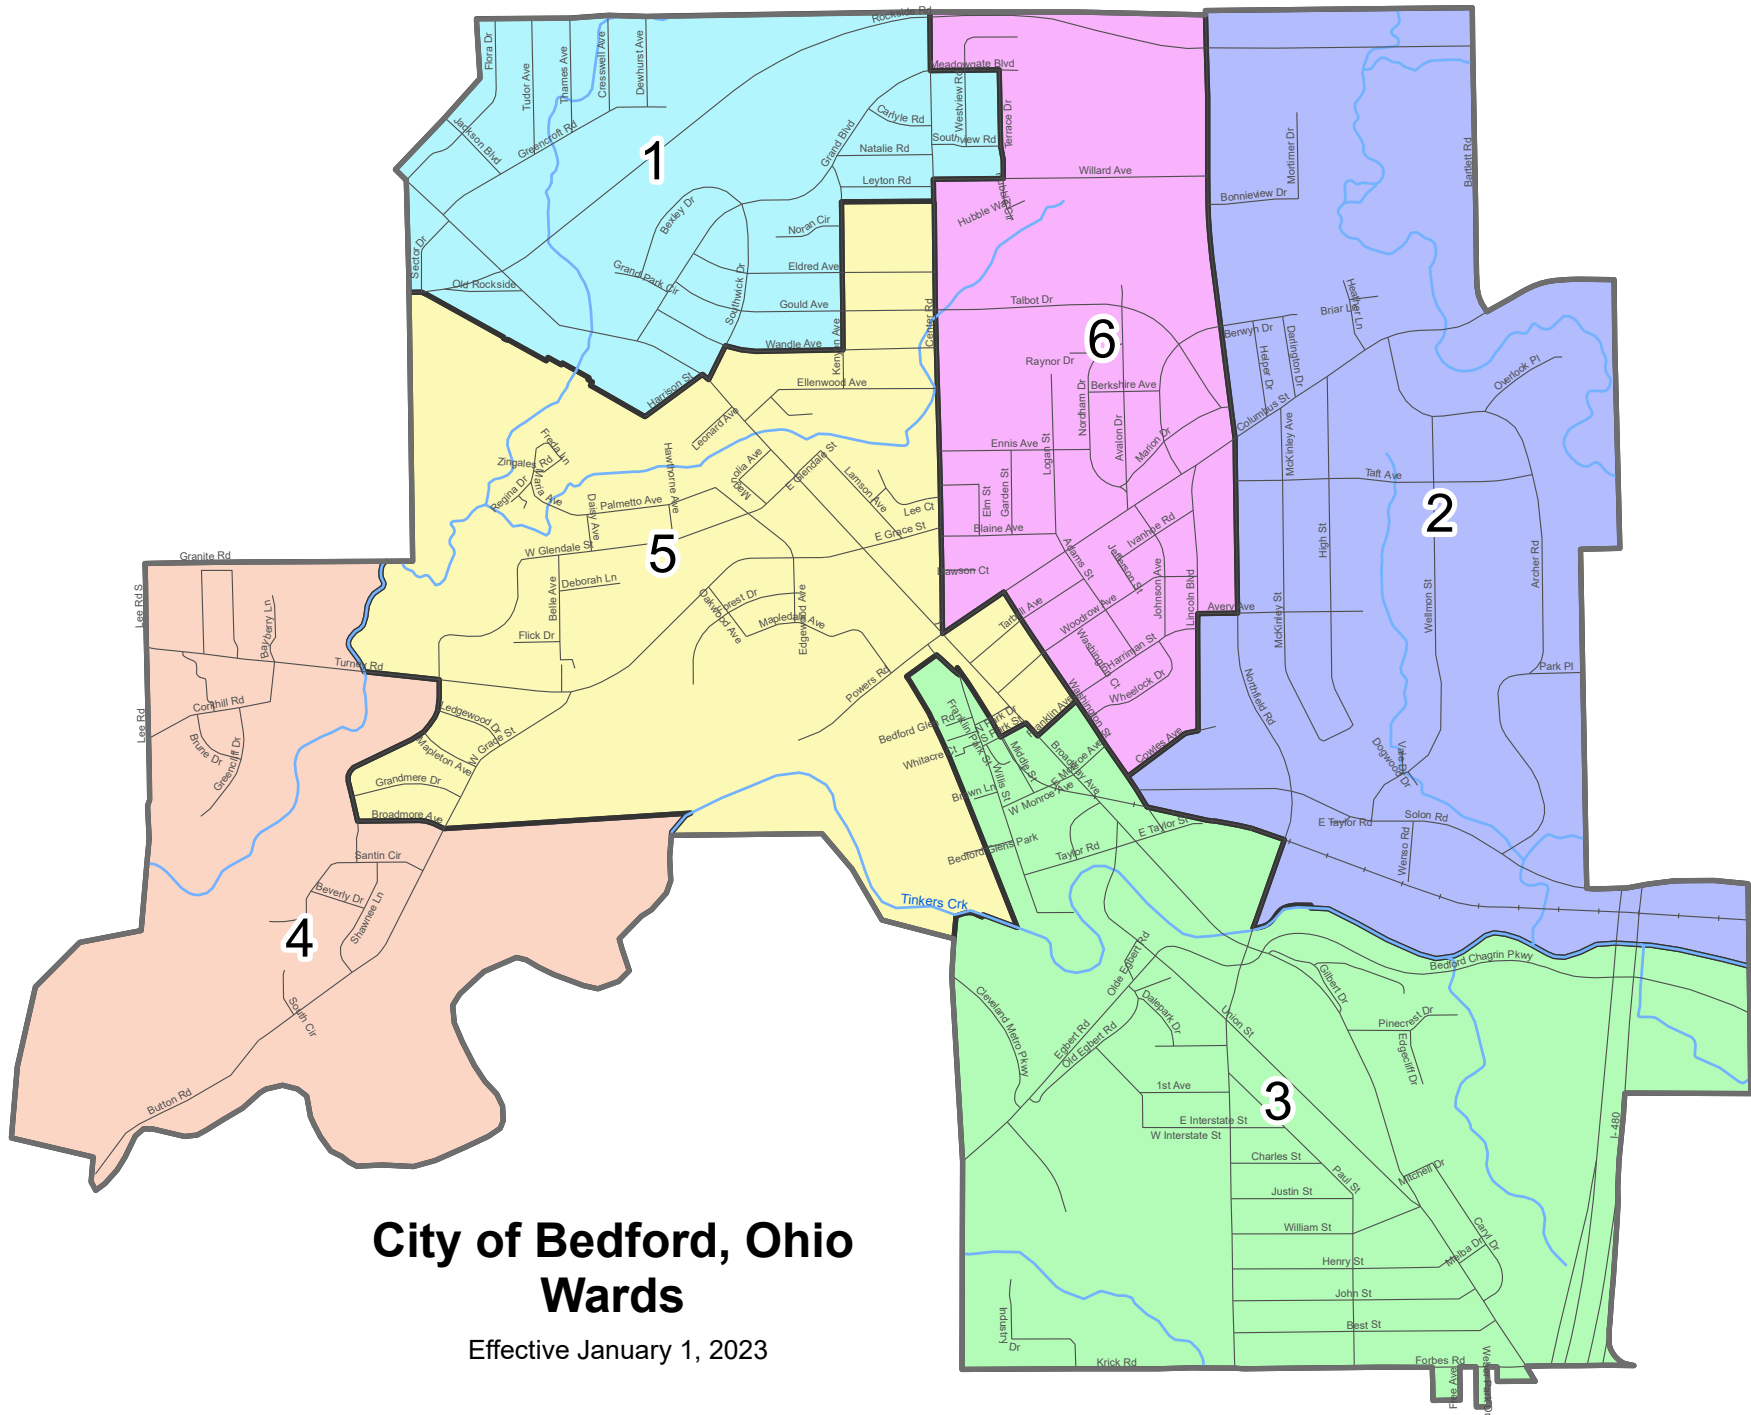 Rockside Rd
Flora Dr
Tudor Ave
Thames Ave
Cresswell Ave
Dewhurst Ave
Jackson Blvd
Greencroft Rd
1
Grand Blvd
Carlyle Rd
Natalie Rd
Leyton Rd
Meadowgate Blvd
Westview Rd
Southview Rd
Terrace Dr
Bexley Dr
Noran Cir
Sector Dr
Old Rockside
Grand Park Cir
Southwick Dr
Eldred Ave
Gould Ave
Wandle Ave
Kenyon Ave
Center Rd
Harrison St
Willard Ave
Hubble Way
Talbot Dr
6
Raynor Dr
Berkshire Ave
Nordham Dr
Avalon Dr
Marion Dr
Ennis Ave
Logan St
Elm St
Garden St
Blaine Ave
Adams St
Jefferson St
Ivanhoe Rd
Johnson Ave
Lincoln Blvd
Woodrow Ave
Washington Ct
Harriman St
Wheelock Dr
Washington St
Tarbell Ave
Cowles Ave
Bartlett Rd
Mortimer Dr
Bonnieview Dr
Heather Ln
Briar Ln
Berwyn Dr
Helper Dr
Darlington Dr
Columbus St
Overlook Pl
McKinley Ave
Taft Ave
2
High St
Archer Rd
Wellmon St
McKinley St
Avery Ave
Northfield Rd
Park Pl
Dogwood Dr
E Taylor Rd
Solon Rd
Wenso Rd
Ellenwood Ave
Leonard Ave
Magnolia Ave
E Glendale St
Lamson Ave
Lee Ct
E Grace St
Freda Ln
Zingales Rd
Maria Ave
Regina Dr
Hawthorne Ave
Daisy Ave
Palmetto Ave
W Glendale St
5
Deborah Ln
Belle Ave
Flick Dr
Forrest Dr
Oakwood Ave
Mapledale Ave
Edgewood Ave
Powers Rd
Ledgewood Dr
W Grace St
Mapleton Ave
Grandmere Dr
Broadmore Ave
Granite Rd
Lee Rd S
Bayberry Ln
Turney Rd
Lee Rd
Corkhill Rd
Brune Dr
Greencliff Dr
Santin Cir
Beverly Dr
Shawnee Ln
4
South Cir
Button Rd
Franklin Park St
Park Dr
Park St
Franklin Ave
Bedford Glen Rd
Whitacre Ct
Willis St
Middle St
Broadway Ave
E Monroe Ave
W Monroe Ave
Brown Ln
Bedford Glens Park
Taylor Rd
E Taylor St
Tinkers Crk
Olde Egbert Rd
Cleveland Metro Pkwy
Egbert Rd
Old Egbert Rd
Dalepark Dr
Union St
Gilbert Dr
Bedford Chagrin Pkwy
Pinecrest Dr
Edgecliff Dr
1st Ave
3
E Interstate St
W Interstate St
I-480
Charles St
Paul St
Mitchell Dr
Justin St
William St
Caryl Dr
Melba Dr
Henry St
John St
Best St
Industry Dr
Krick Rd
Forbes Rd
City of Bedford, Ohio
Wards
Effective January 1, 2023